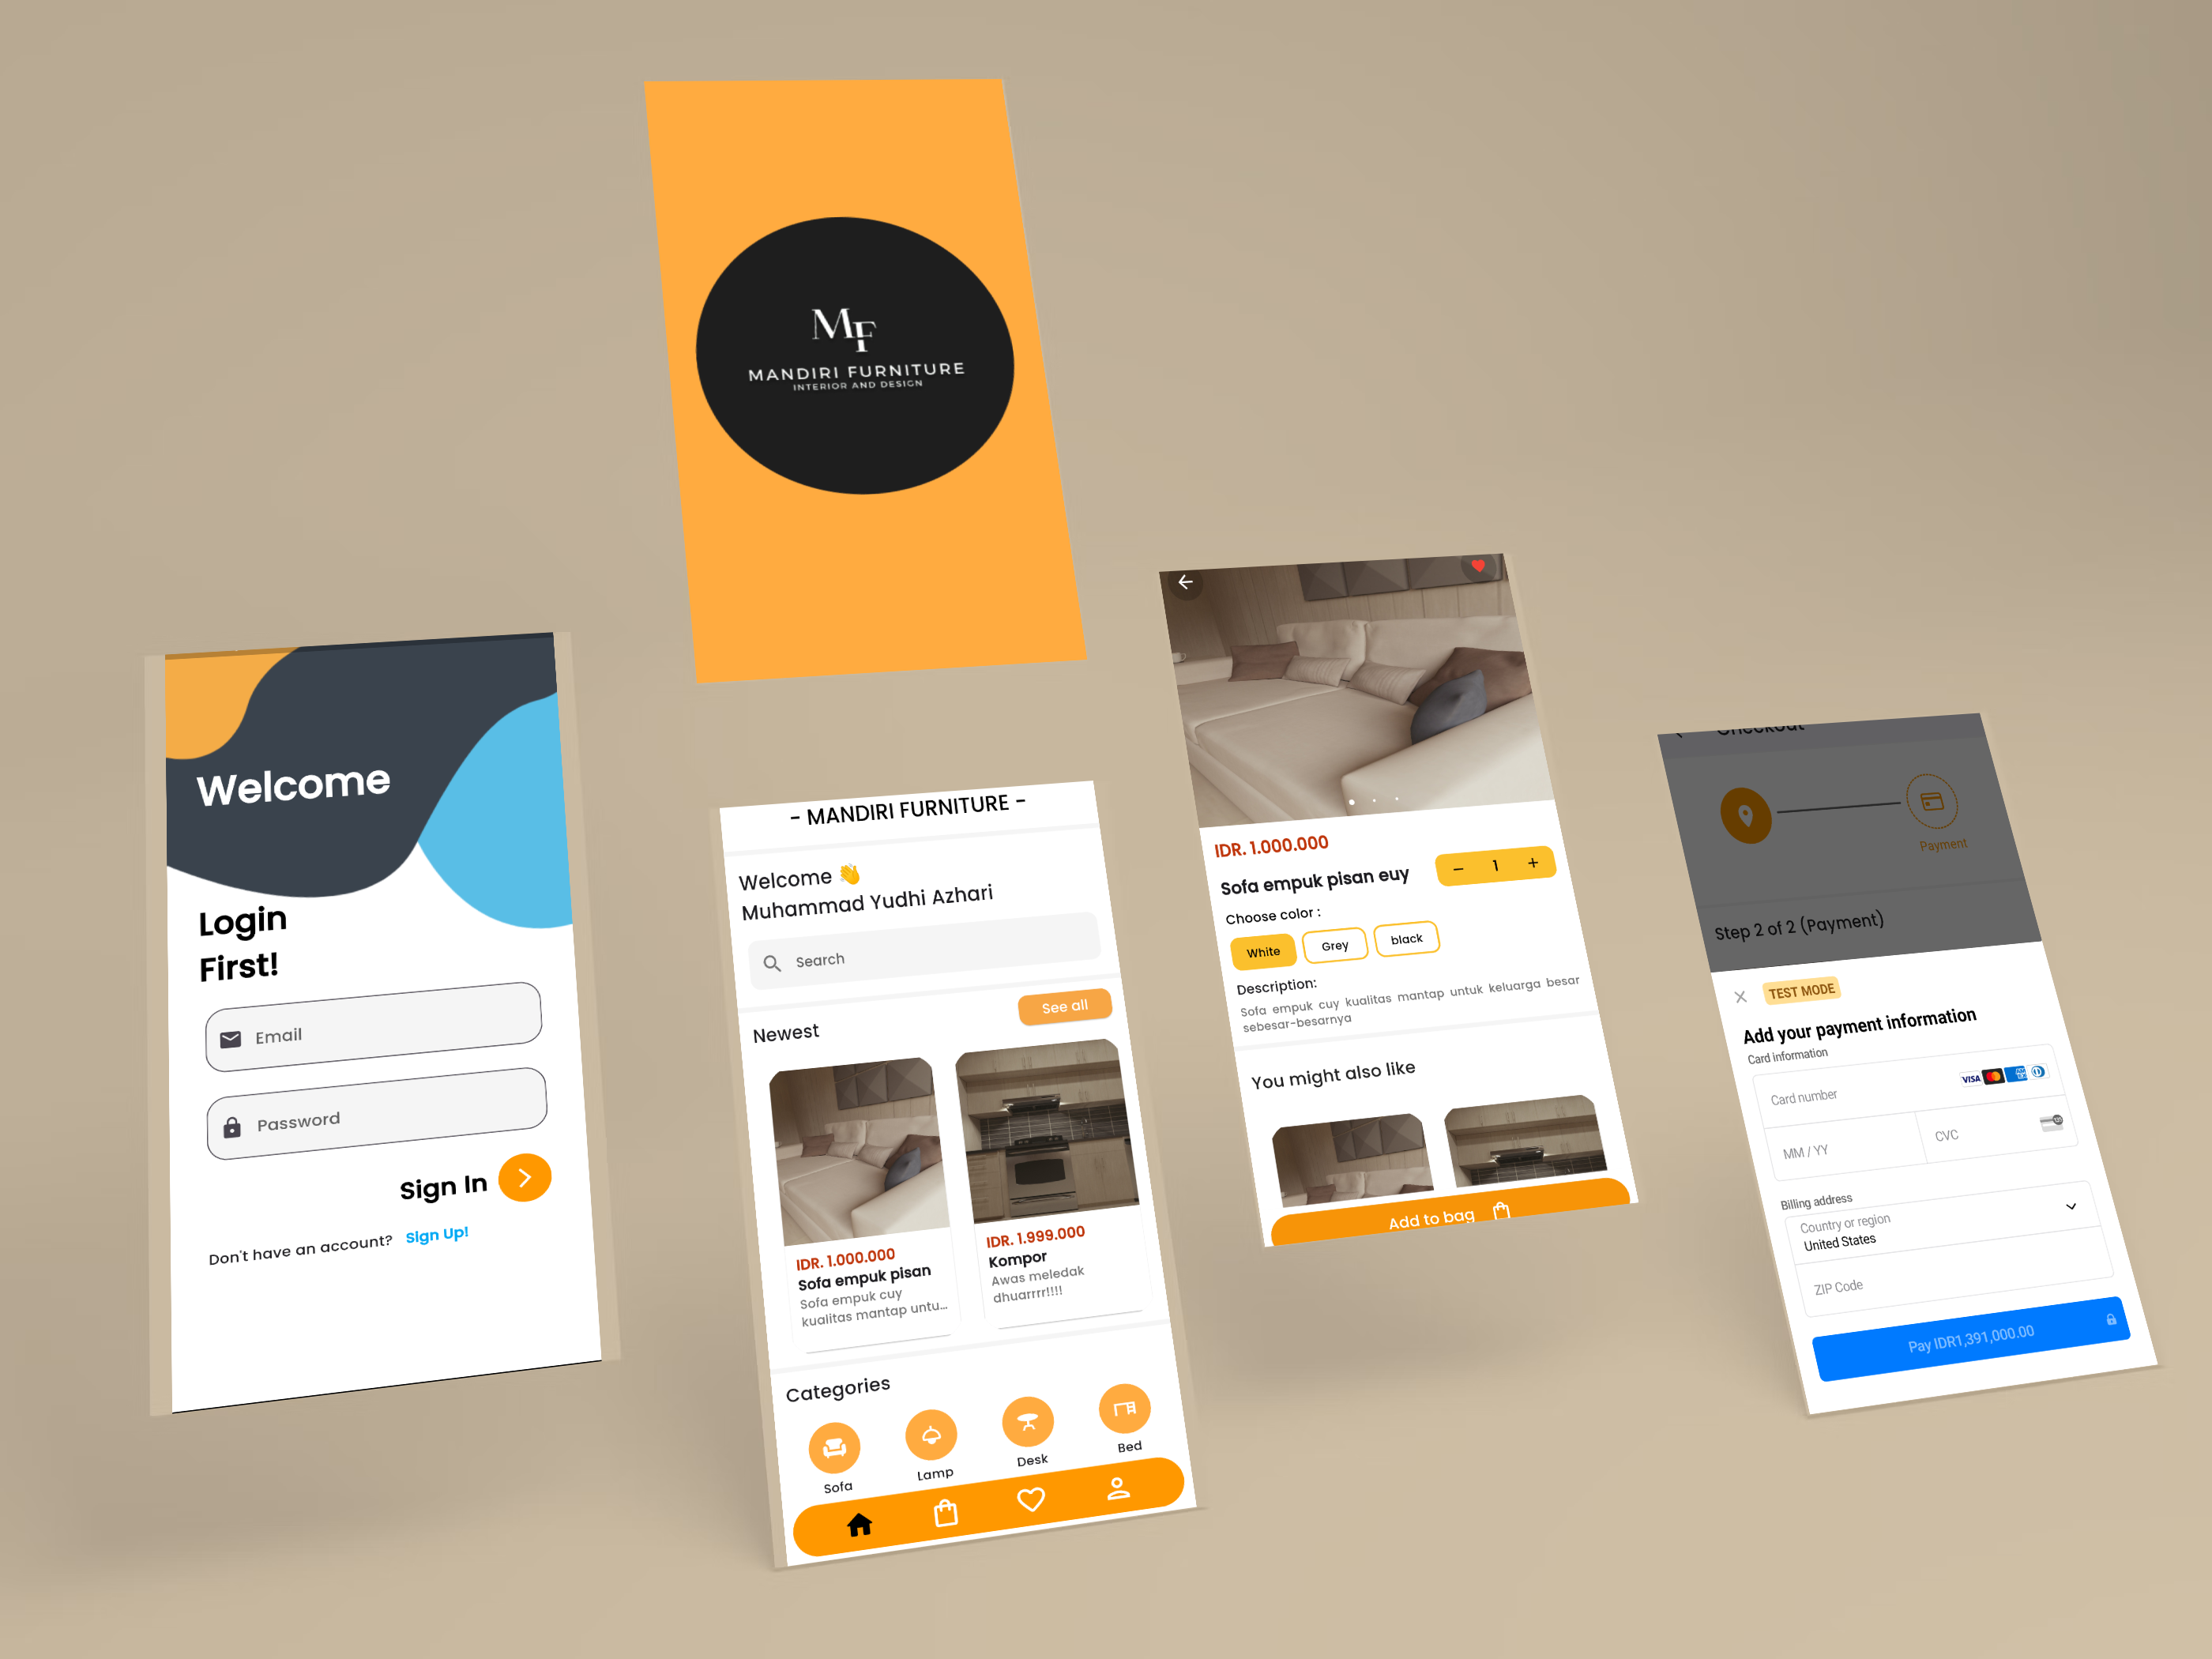 MF
MANDIRI FURNITURE
INTERIOR AND DESIGN
Welcome
Login
First!
Email
Password
Sign In
Don't have an account? Sign Up!
- MANDIRI FURNITURE -
Welcome 👋
Muhammad Yudhi Azhari
Search
Newest
See all
IDR. 1.000.000
Sofa empuk pisan
Sofa empuk cuy
kualitas mantap untu...
IDR. 1.999.000
Kompor
Awas meledak
dhuarrrr!!!!
Categories
Sofa
Lamp
Desk
Bed
IDR. 1.000.000
Sofa empuk pisan euy
− 1 +
Choose color :
White
Grey
black
Description:
Sofa empuk cuy kualitas mantap untuk keluarga besar
sebesar-besarnya
You might also like
Add to bag
Checkout
Payment
Step 2 of 2 (Payment)
TEST MODE
Add your payment information
Card information
Card number
VISA
MM / YY
CVC
Billing address
Country or region
United States
ZIP Code
Pay IDR1,391,000.00